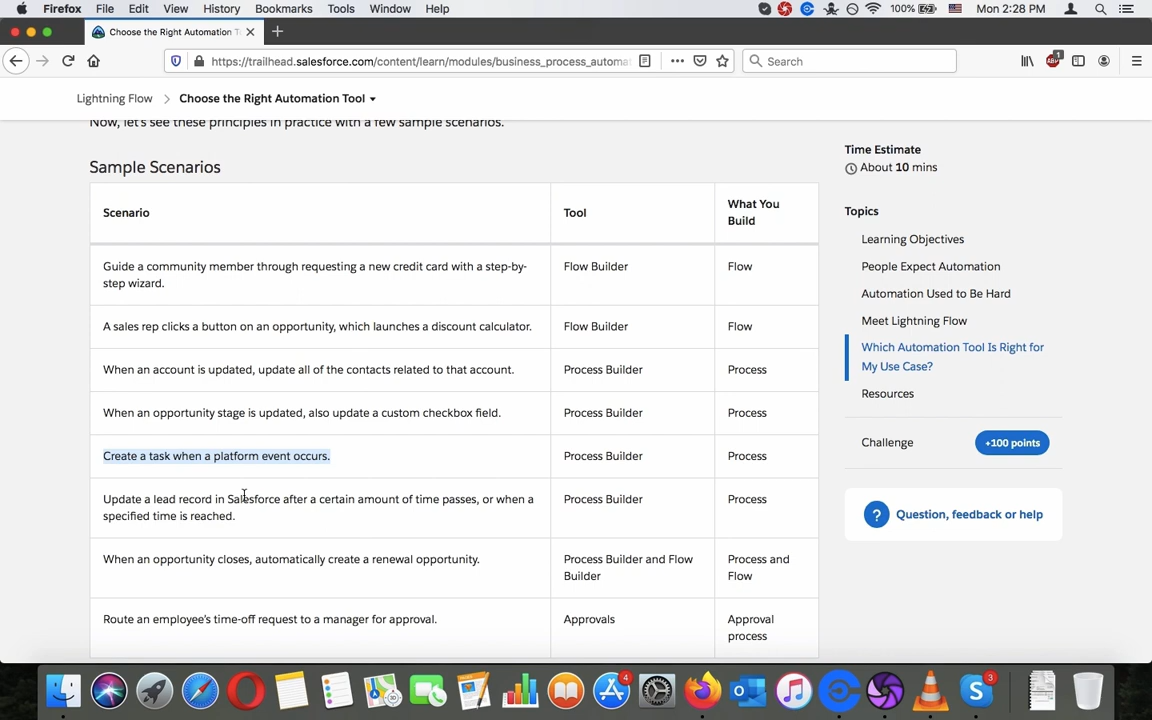 Firefox File Edit View History Bookmarks Tools Window Help 100% Mon 2:28 PM
Choose the Right Automation T
https://trailhead.salesforce.com/content/learn/modules/business_process_automa
Search
ABP 1
Lightning Flow > Choose the Right Automation Tool
Now, let's see these principles in practice with a few sample scenarios.
Sample Scenarios
Scenario
Tool
What You
Build
Guide a community member through requesting a new credit card with a step-by-
step wizard.
Flow Builder
Flow
A sales rep clicks a button on an opportunity, which launches a discount calculator.
Flow Builder
Flow
When an account is updated, update all of the contacts related to that account.
Process Builder
Process
When an opportunity stage is updated, also update a custom checkbox field.
Process Builder
Process
Create a task when a platform event occurs.
Process Builder
Process
Update a lead record in Salesforce after a certain amount of time passes, or when a
specified time is reached.
Process Builder
Process
When an opportunity closes, automatically create a renewal opportunity.
Process Builder and Flow
Builder
Process and
Flow
Route an employee's time-off request to a manager for approval.
Approvals
Approval
process
Time Estimate
About 10 mins
Topics
Learning Objectives
People Expect Automation
Automation Used to Be Hard
Meet Lightning Flow
Which Automation Tool Is Right for
My Use Case?
Resources
Challenge
+100 points
? Question, feedback or help
4
3